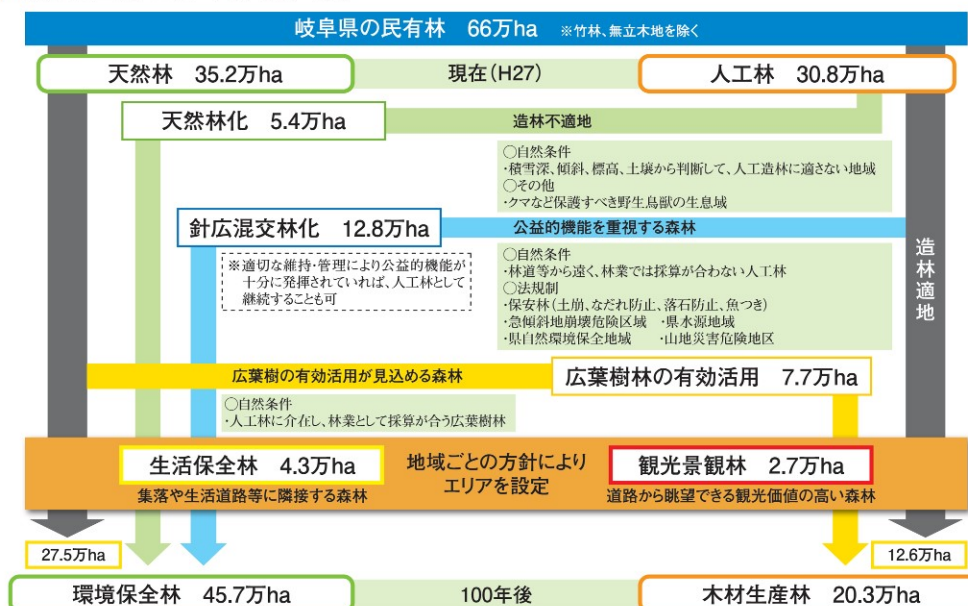 岐阜県の民有林　66万ha　※竹林、無立木地を除く
天然林　35.2万ha
現在（H27）
人工林　30.8万ha
天然林化　5.4万ha
造林不適地
○自然条件
・積雪深、傾斜、標高、土壌から判断して、人工造林に適さない地域
○その他
・クマなど保護すべき野生鳥獣の生息域
針広混交林化　12.8万ha
公益的機能を重視する森林
※適切な維持・管理により公益的機能が
十分に発揮されていれば、人工林として
継続することも可
○自然条件
・林道等から遠く、林業では採算が合わない人工林
○法規制
・保安林（土崩、なだれ防止、落石防止、魚つき）
・急傾斜地崩壊危険区域　・県水源地域
・県自然環境保全地域　・山地災害危険地区
造林適地
広葉樹の有効活用が見込める森林
広葉樹林の有効活用　7.7万ha
○自然条件
・人工林に介在し、林業として採算が合う広葉樹林
生活保全林　4.3万ha
集落や生活道路等に隣接する森林
地域ごとの方針により
エリアを設定
観光景観林　2.7万ha
道路から眺望できる観光価値の高い森林
27.5万ha
12.6万ha
環境保全林　45.7万ha
100年後
木材生産林　20.3万ha